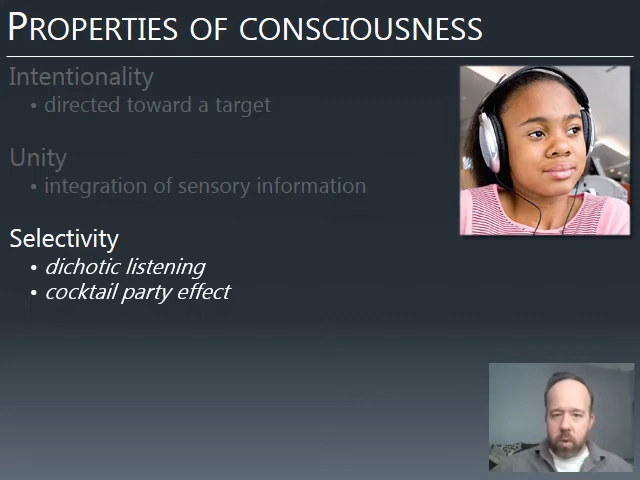 PROPERTIES OF CONSCIOUSNESS
Intentionality
• directed toward a target
Unity
• integration of sensory information
Selectivity
• dichotic listening
• cocktail party effect